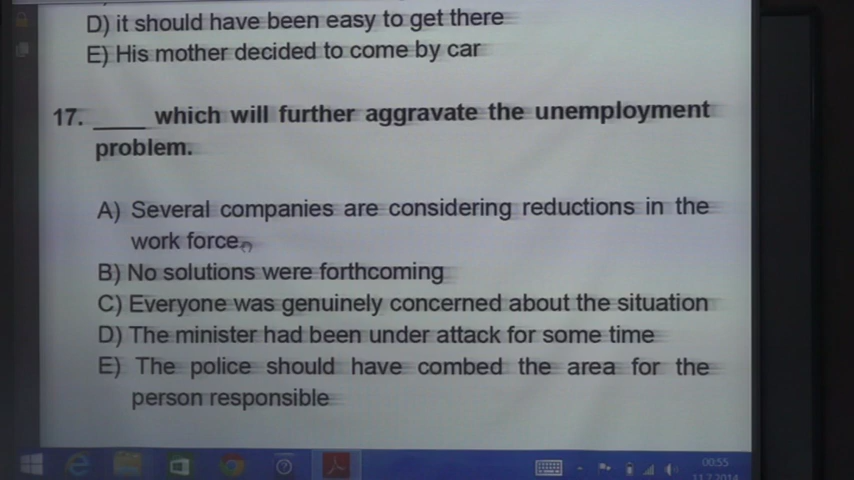 D) it should have been easy to get there
E) His mother decided to come by car
17. ____ which will further aggravate the unemployment
problem.
A) Several companies are considering reductions in the
work force
B) No solutions were forthcoming
C) Everyone was genuinely concerned about the situation
D) The minister had been under attack for some time
E) The police should have combed the area for the
person responsible
00:55
11.7.2014